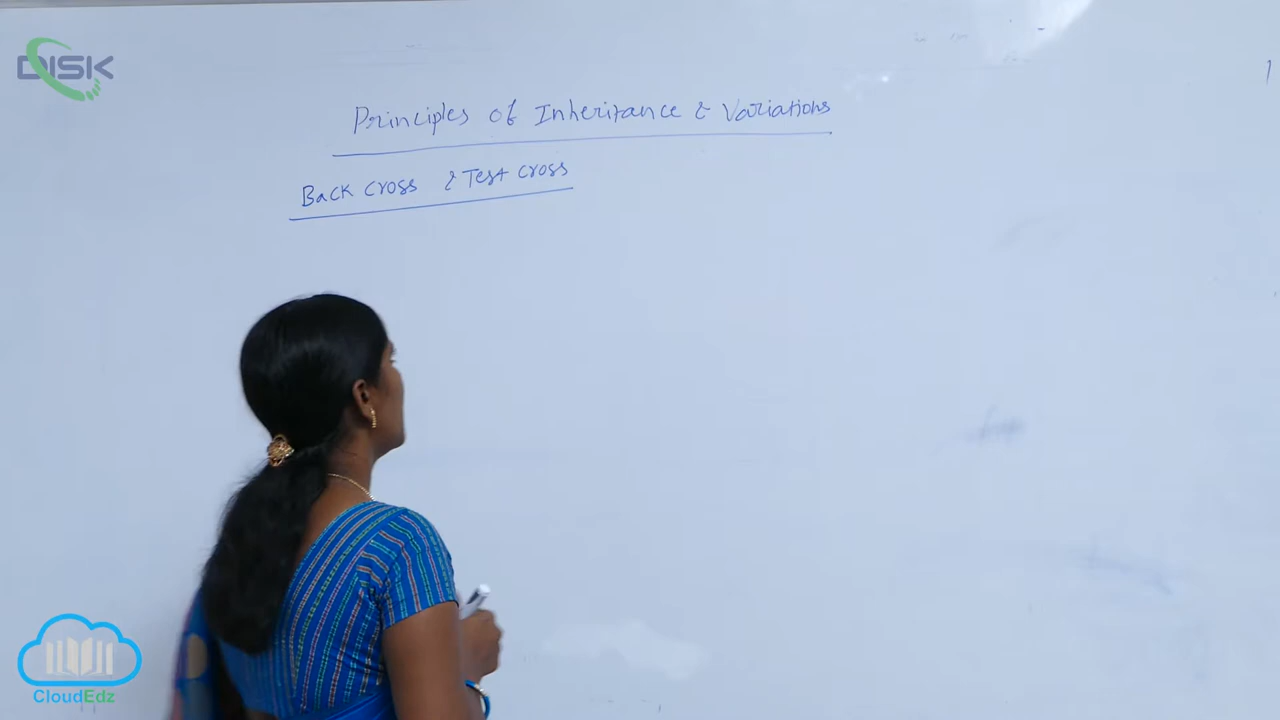 DISK
Principles of Inheritance & Variations
Back cross & Test cross
CloudEdz